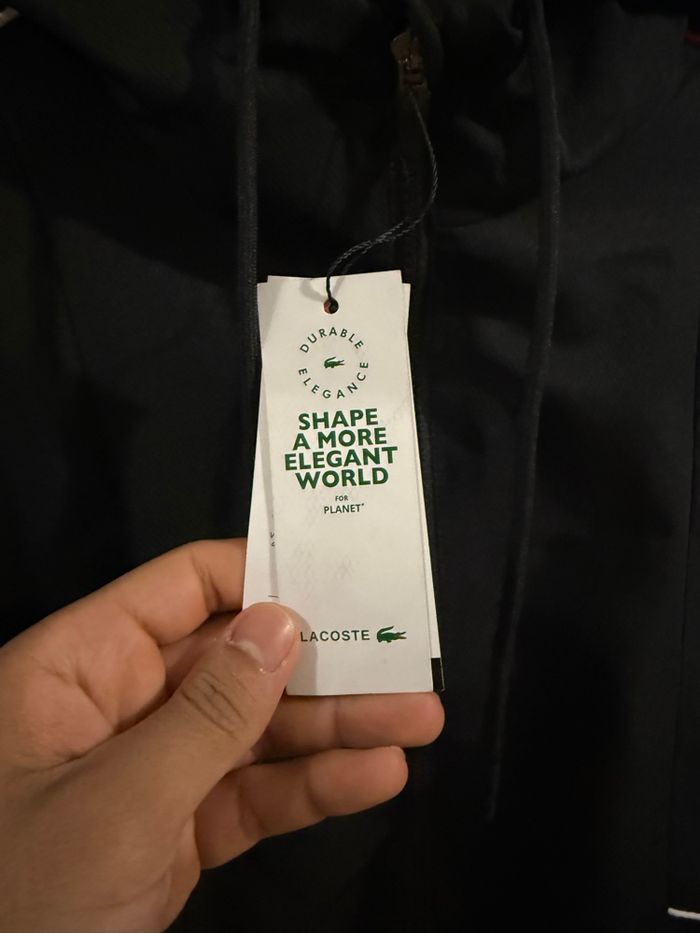 DURABLE
ELEGANCE
SHAPE
A MORE
ELEGANT
WORLD
FOR
PLANET*
LACOSTE